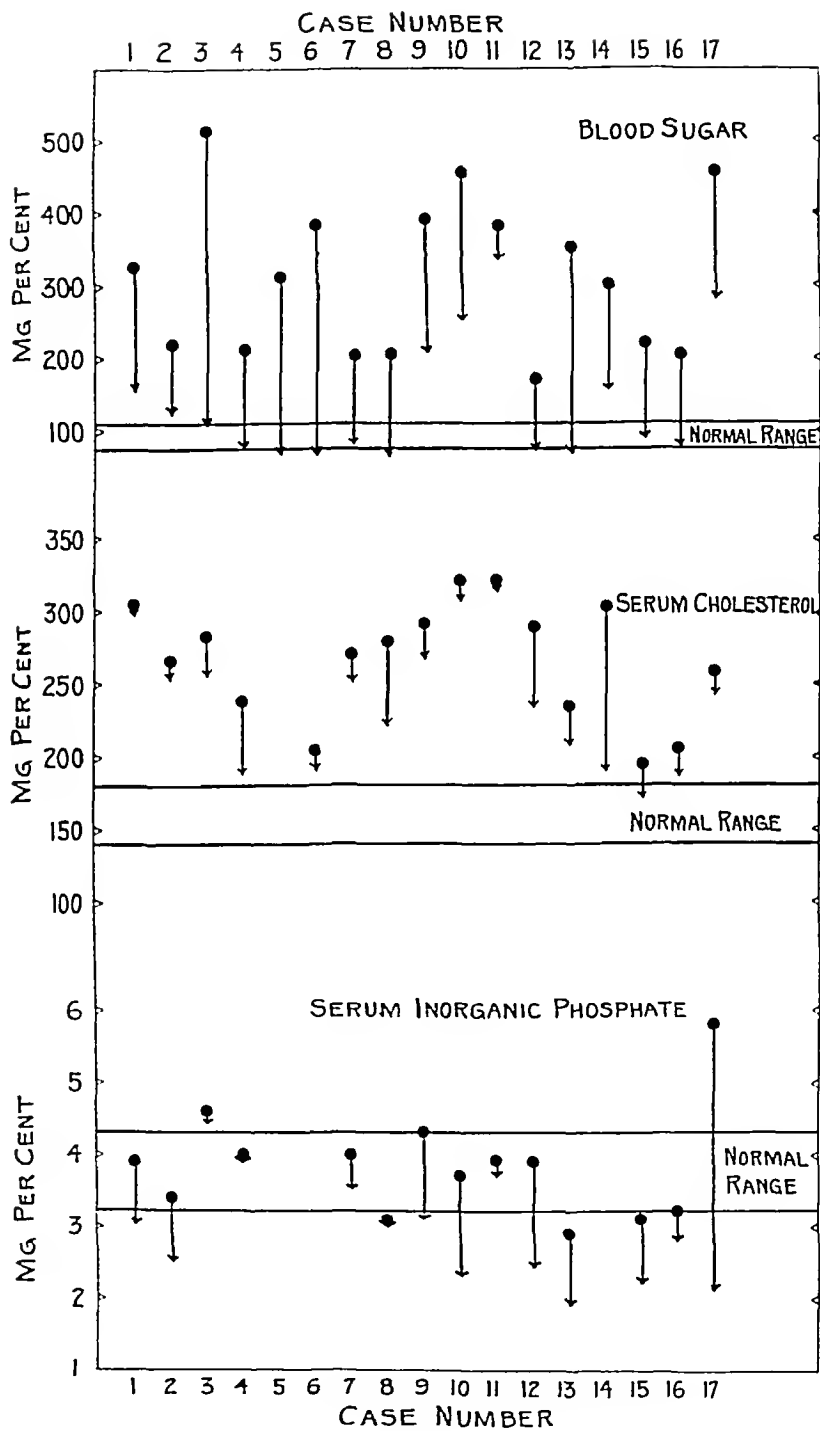 CASE NUMBER
1 2 3 4 5 6 7 8 9 10 11 12 13 14 15 16 17
BLOOD SUGAR
MG PER CENT
500
400
300
200
100
NORMAL RANGE
350
SERUM CHOLESTEROL
MG PER CENT
300
250
200
150
NORMAL RANGE
100
SERUM INORGANIC PHOSPHATE
MG PER CENT
6
5
4
NORMAL
RANGE
3
2
1
1 2 3 4 5 6 7 8 9 10 11 12 13 14 15 16 17
CASE NUMBER